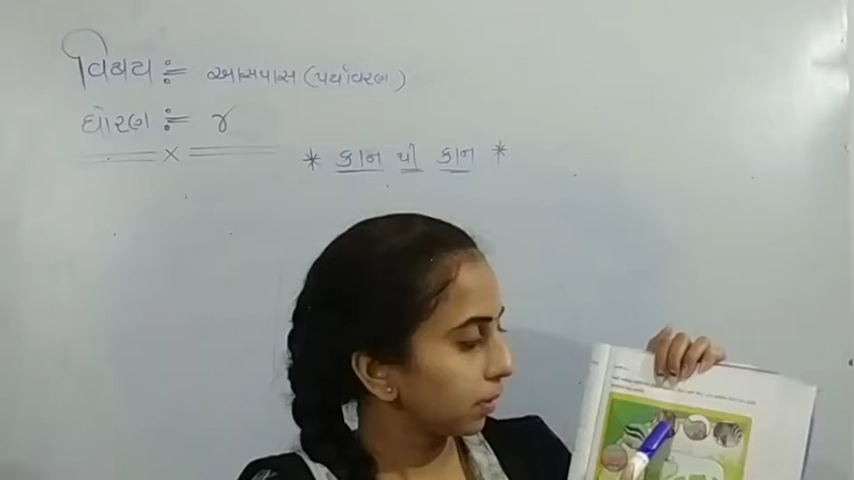 વિષય :- આસપાસ (પર્યાવરણ)
ધોરણ :- ૪
* કાન થી કાન *